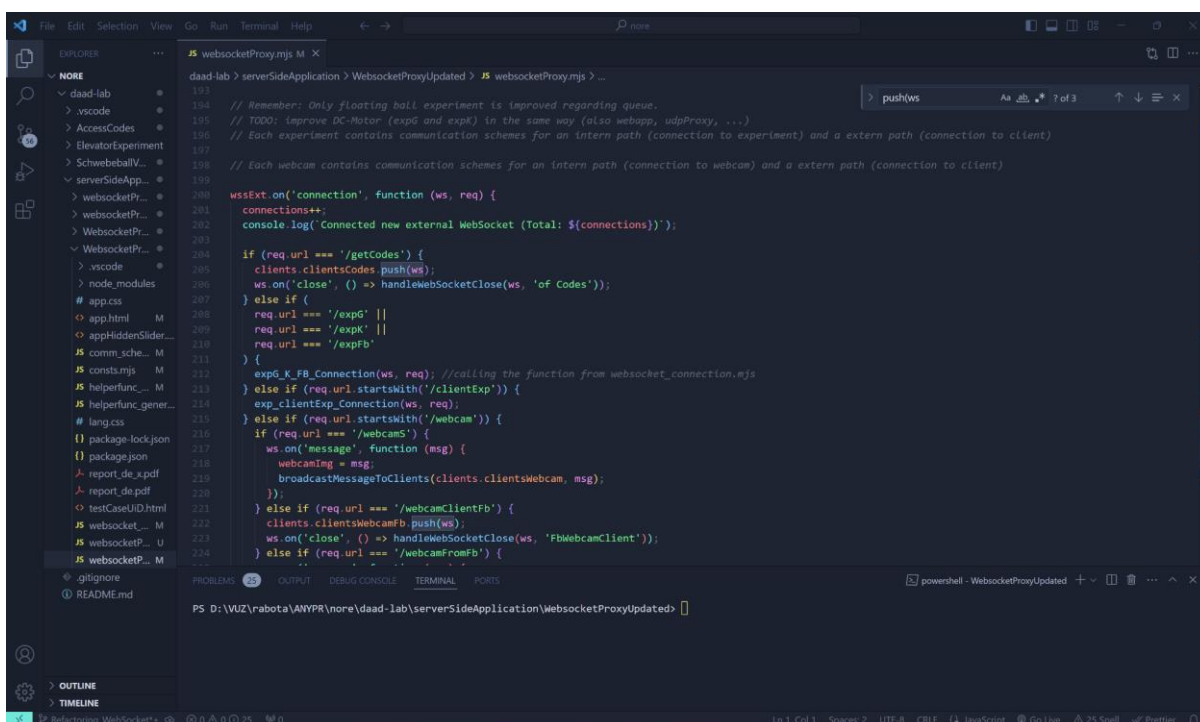 File Edit Selection View Go Run Terminal Help
nore
EXPLORER
NORE
daad-lab
.vscode
AccessCodes
ElevatorExperiment
SchwebeballV...
serverSideApp...
websocketPr...
websocketPr...
WebsocketPr...
WebsocketPr...
.vscode
node_modules
# app.css
<> app.html M
<> appHiddenSlider....
JS comm_sche... M
JS consts.mjs M
JS helperfunc_... M
JS helperfunc_gener...
# lang.css
{} package-lock.json
{} package.json
report_de_x.pdf
report_de.pdf
<> testCaseUiD.html
JS websocket_... M
JS websocketP... U
JS websocketP... M
.gitignore
README.md
OUTLINE
TIMELINE
56
JS websocketProxy.mjs M
daad-lab > serverSideApplication > WebsocketProxyUpdated > JS websocketProxy.mjs > ...
push(ws Aa ab .* ? of 3
193
194 // Remember: Only floating ball experiment is improved regarding queue.
195 // TODO: improve DC-Motor (expG and expK) in the same way (also webapp, udpProxy, ...)
196 // Each experiment contains communication schemes for an intern path (connection to experiment) and a extern path (connection to client)
197
198 // Each webcam contains communication schemes for an intern path (connection to webcam) and a extern path (connection to client)
199
200 wssExt.on('connection', function (ws, req) {
201 connections++;
202 console.log(`Connected new external WebSocket (Total: ${connections})`);
203
204 if (req.url === '/getCodes') {
205 clients.clientsCodes.push(ws);
206 ws.on('close', () => handleWebSocketClose(ws, 'of Codes'));
207 } else if (
208 req.url === '/expG' ||
209 req.url === '/expK' ||
210 req.url === '/expFb'
211 ) {
212 expG_K_FB_Connection(ws, req); //calling the function from websocket_connection.mjs
213 } else if (req.url.startsWith('/clientExp')) {
214 exp_clientExp_Connection(ws, req);
215 } else if (req.url.startsWith('/webcam')) {
216 if (req.url === '/webcamS') {
217 ws.on('message', function (msg) {
218 webcamImg = msg;
219 broadcastMessageToClients(clients.clientsWebcam, msg);
220 });
221 } else if (req.url === '/webcamClientFb') {
222 clients.clientsWebcamFb.push(ws);
223 ws.on('close', () => handleWebSocketClose(ws, 'FbWebcamClient'));
224 } else if (req.url === '/webcamFromFb') {
PROBLEMS 25 OUTPUT DEBUG CONSOLE TERMINAL PORTS
powershell - WebsocketProxyUpdated
PS D:\VUZ\rabota\ANYPR\nore\daad-lab\serverSideApplication\WebsocketProxyUpdated>
0 0 25 0
Ln 1, Col 1 Spaces: 2 UTF-8 CRLF {} JavaScript Go Live 25 Spell Prettier